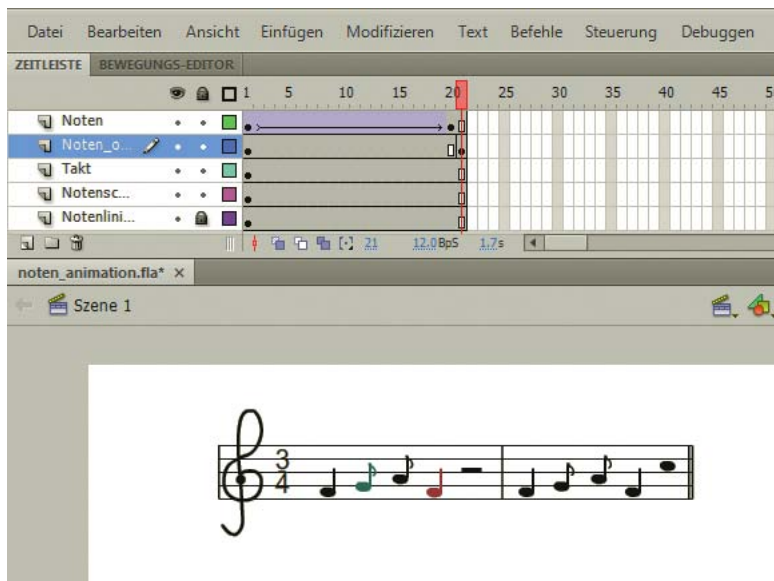 Datei Bearbeiten Ansicht Einfügen Modifizieren Text Befehle Steuerung Debuggen
ZEITLEISTE BEWEGUNGS-EDITOR
1 5 10 15 20 25 30 35 40 45 5
Noten
Noten_o...
Takt
Notensc...
Notenlini...
21 12.0 BpS 1.7s
noten_animation.fla* ×
Szene 1
3
4